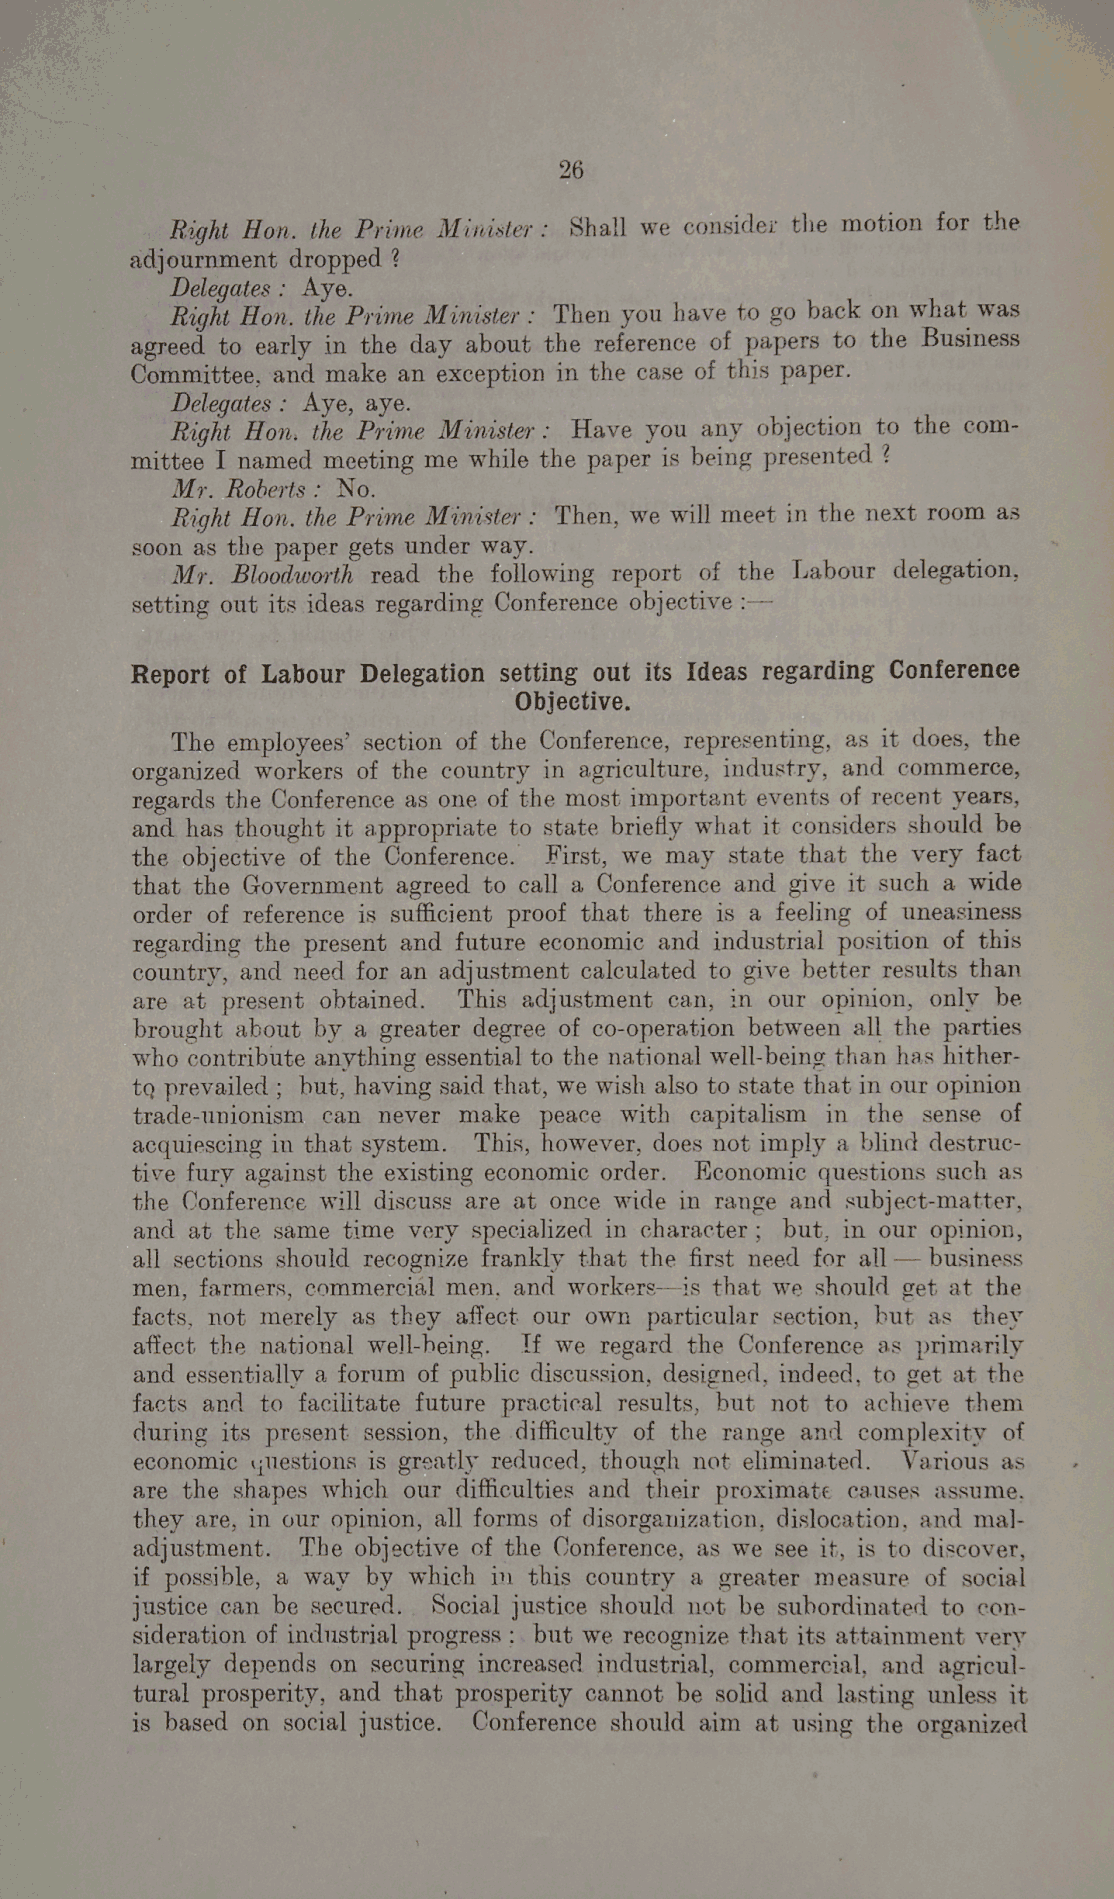 26
Right Hon. the Prime Minister : Shall we consider the motion for the
adjournment dropped ?
Delegates : Aye.
Right Hon. the Prime Minister : Then you have to go back on what was
agreed to early in the day about the reference of papers to the Business
Committee, and make an exception in the case of this paper.
Delegates : Aye, aye.
Right Hon. the Prime Minister : Have you any objection to the com-
mittee I named meeting me while the paper is being presented ?
Mr. Roberts : No.
Right Hon. the Prime Minister : Then, we will meet in the next room as
soon as the paper gets under way.
Mr. Bloodworth read the following report of the Labour delegation,
setting out its ideas regarding Conference objective :—
Report of Labour Delegation setting out its Ideas regarding Conference
Objective.
The employees' section of the Conference, representing, as it does, the
organized workers of the country in agriculture, industry, and commerce,
regards the Conference as one of the most important events of recent years,
and has thought it appropriate to state briefly what it considers should be
the objective of the Conference. First, we may state that the very fact
that the Government agreed to call a Conference and give it such a wide
order of reference is sufficient proof that there is a feeling of uneasiness
regarding the present and future economic and industrial position of this
country, and need for an adjustment calculated to give better results than
are at present obtained. This adjustment can, in our opinion, only be
brought about by a greater degree of co-operation between all the parties
who contribute anything essential to the national well-being than has hither-
to prevailed ; but, having said that, we wish also to state that in our opinion
trade-unionism can never make peace with capitalism in the sense of
acquiescing in that system. This, however, does not imply a blind destruc-
tive fury against the existing economic order. Economic questions such as
the Conference will discuss are at once wide in range and subject-matter,
and at the same time very specialized in character ; but, in our opinion,
all sections should recognize frankly that the first need for all — business
men, farmers, commercial men, and workers—is that we should get at the
facts, not merely as they affect our own particular section, but as they
affect the national well-being. If we regard the Conference as primarily
and essentially a forum of public discussion, designed, indeed, to get at the
facts and to facilitate future practical results, but not to achieve them
during its present session, the difficulty of the range and complexity of
economic questions is greatly reduced, though not eliminated. Various as
are the shapes which our difficulties and their proximate causes assume,
they are, in our opinion, all forms of disorganization, dislocation, and mal-
adjustment. The objective of the Conference, as we see it, is to discover,
if possible, a way by which in this country a greater measure of social
justice can be secured. Social justice should not be subordinated to con-
sideration of industrial progress : but we recognize that its attainment very
largely depends on securing increased industrial, commercial, and agricul-
tural prosperity, and that prosperity cannot be solid and lasting unless it
is based on social justice. Conference should aim at using the organized